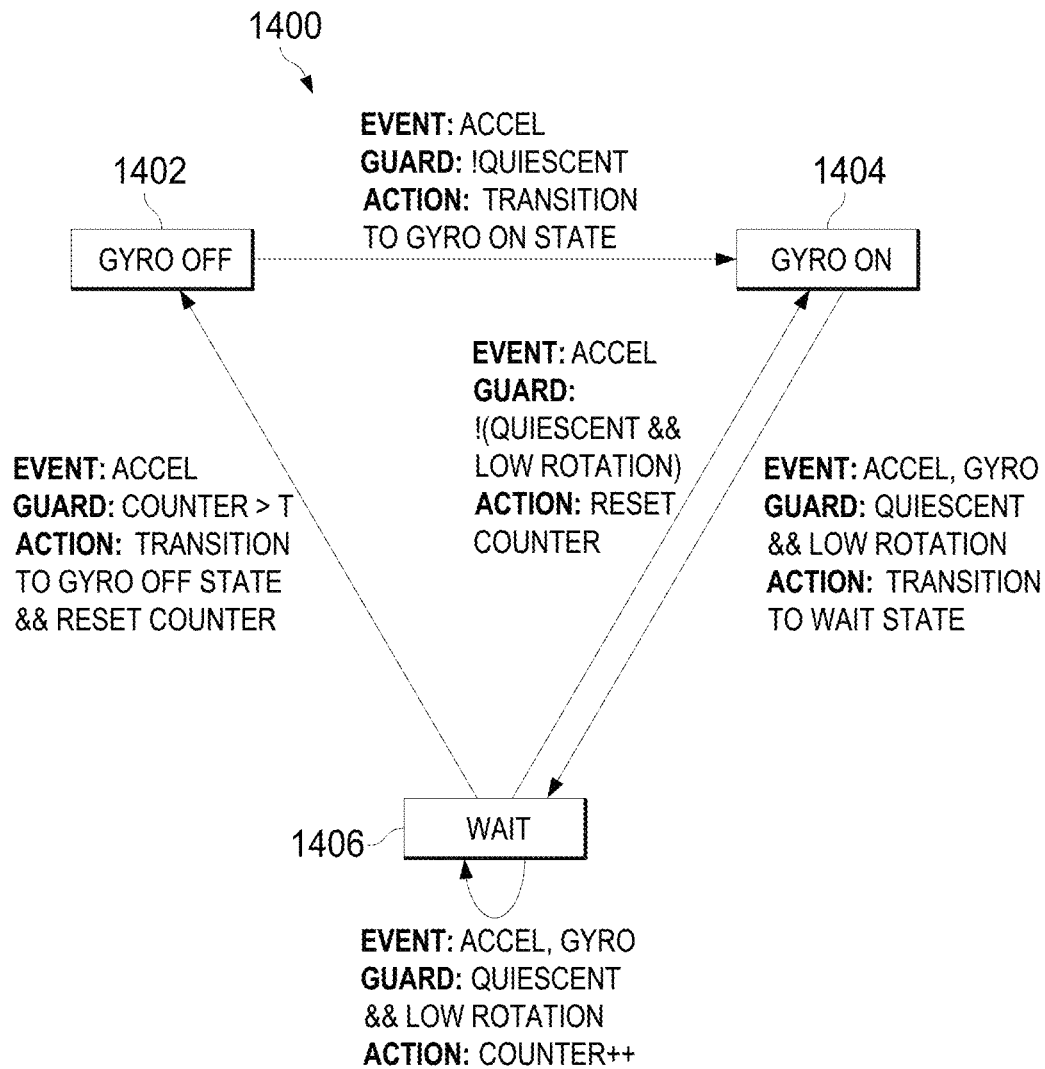 1400
EVENT: ACCEL
GUARD: !QUIESCENT
ACTION: TRANSITION
TO GYRO ON STATE
1402
GYRO OFF
1404
GYRO ON
EVENT: ACCEL
GUARD:
!(QUIESCENT &&
LOW ROTATION)
ACTION: RESET
COUNTER
EVENT: ACCEL
GUARD: COUNTER > T
ACTION: TRANSITION
TO GYRO OFF STATE
&& RESET COUNTER
EVENT: ACCEL, GYRO
GUARD: QUIESCENT
&& LOW ROTATION
ACTION: TRANSITION
TO WAIT STATE
WAIT
1406
EVENT: ACCEL, GYRO
GUARD: QUIESCENT
&& LOW ROTATION
ACTION: COUNTER++